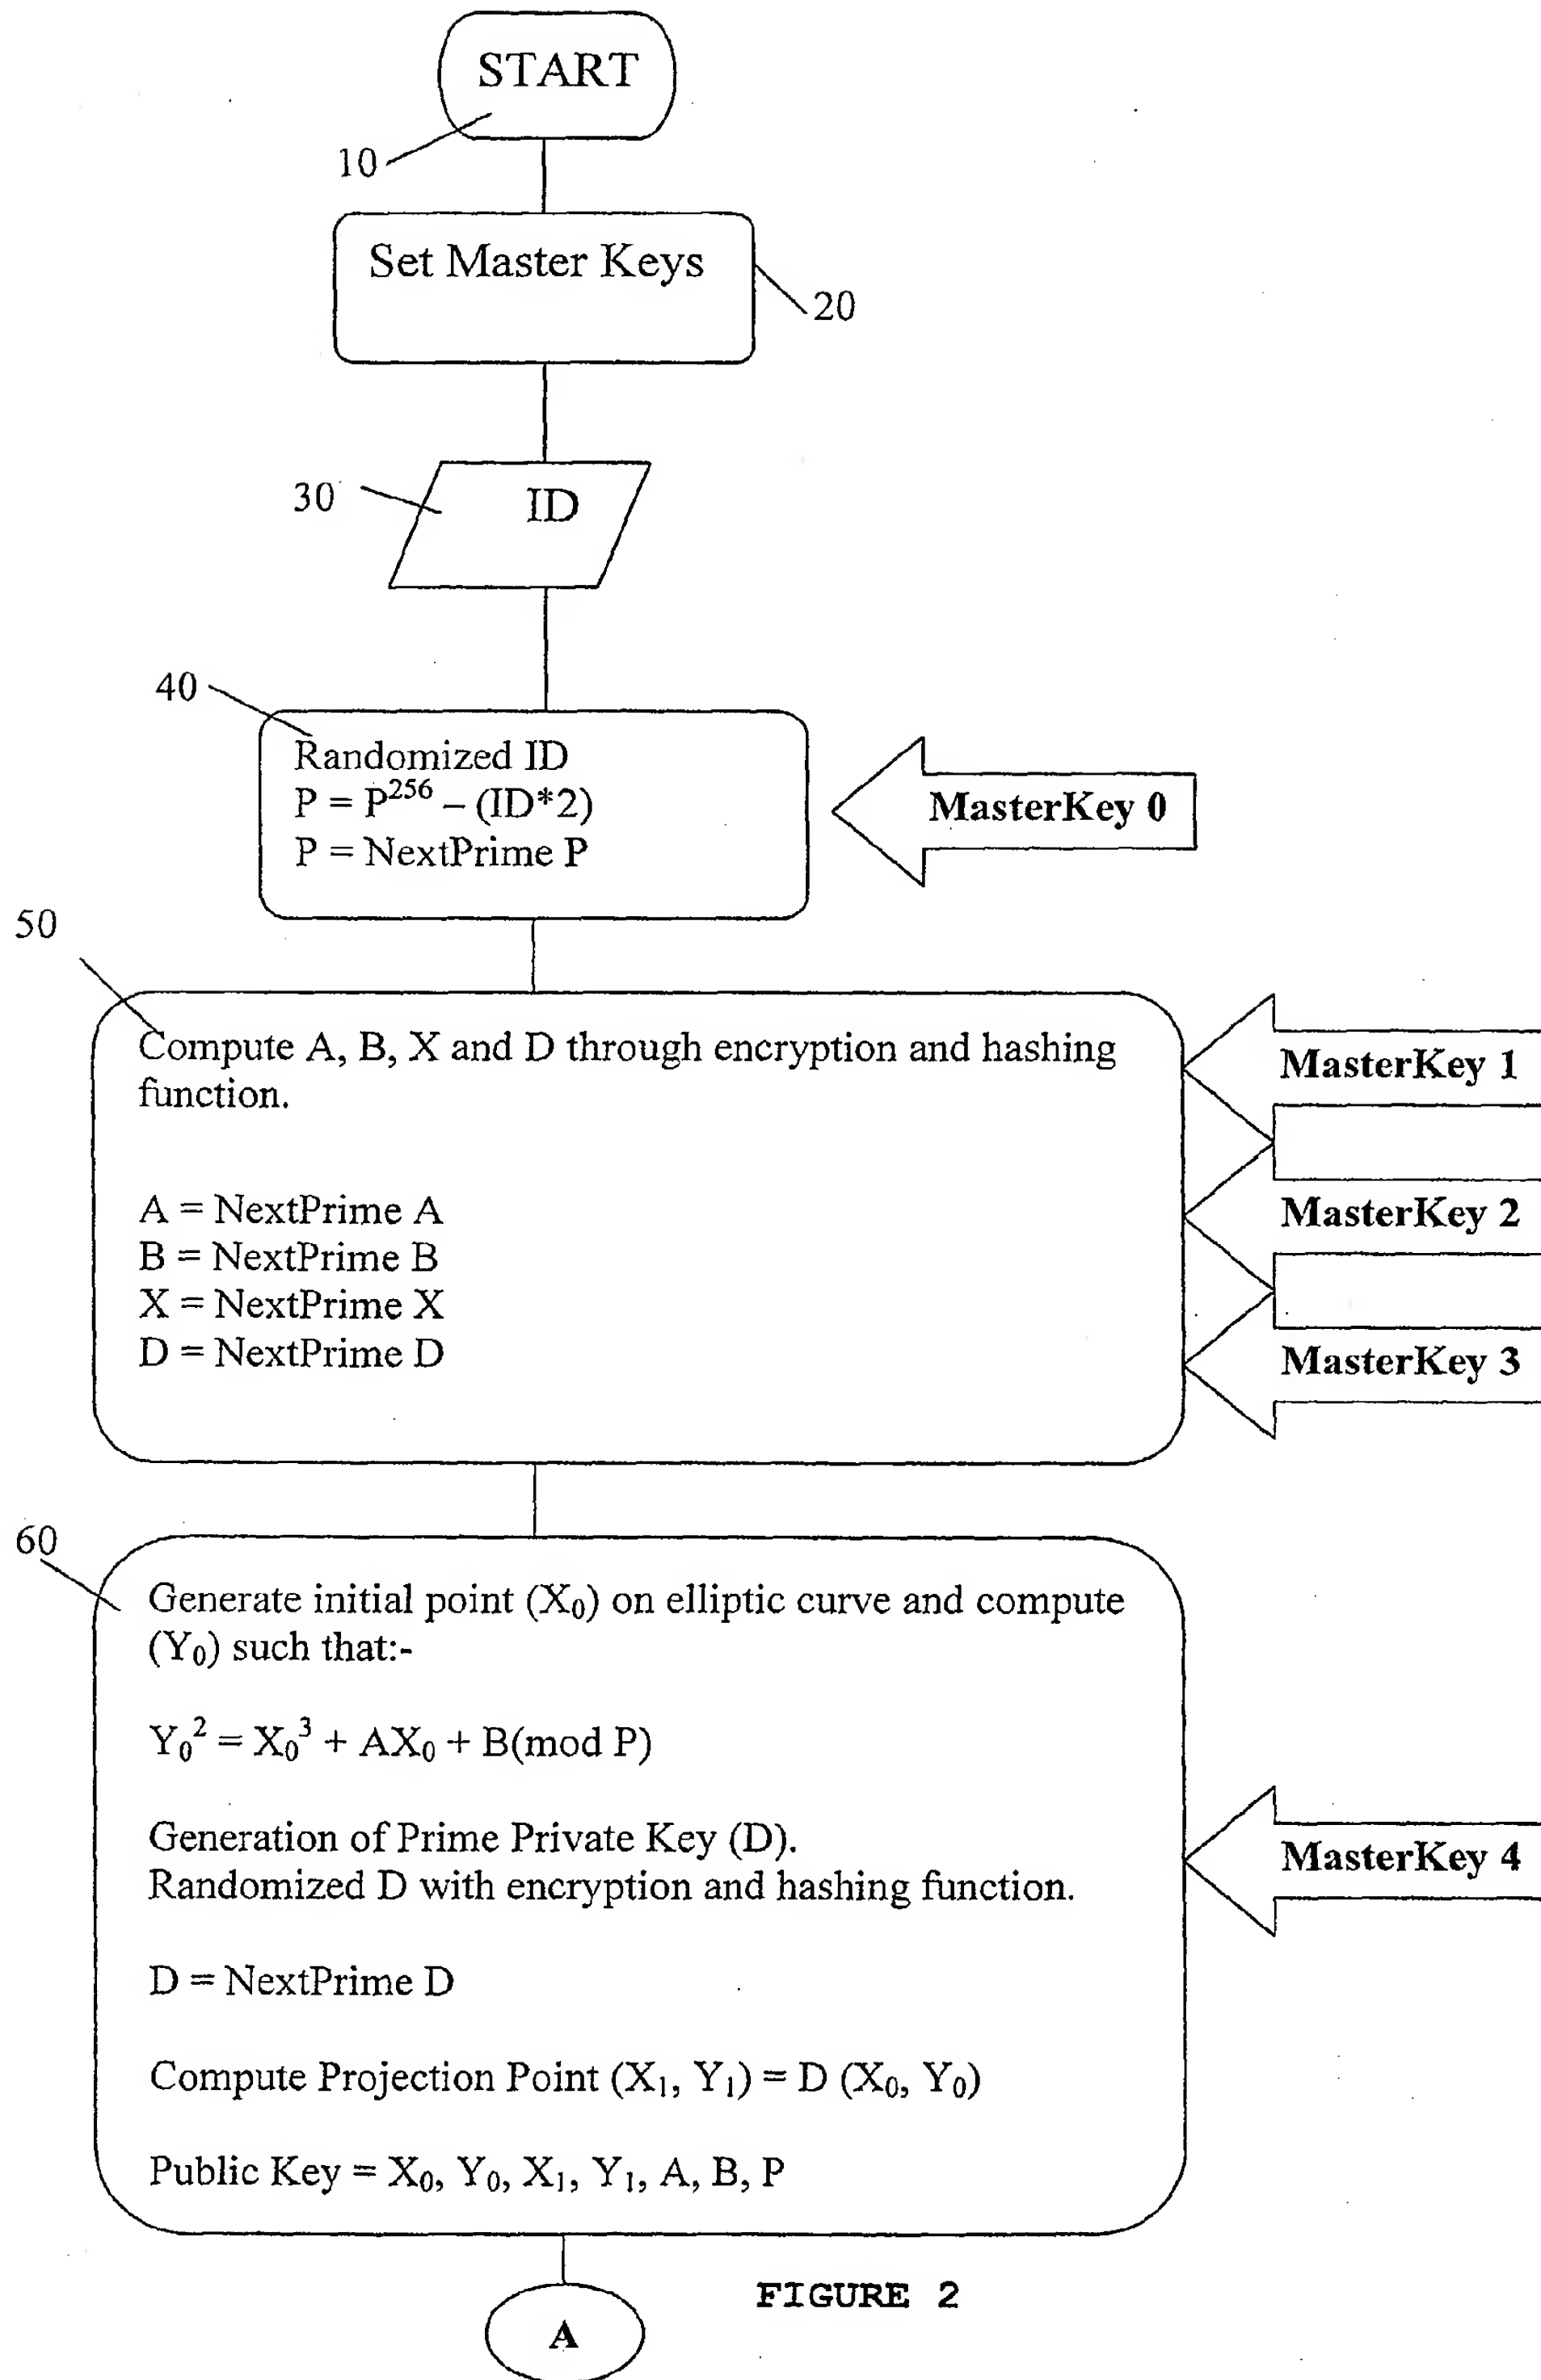 START
10
Set Master Keys
20
30
ID
40
Randomized ID
P = P²⁵⁶ – (ID*2)
P = NextPrime P
MasterKey 0
50
Compute A, B, X and D through encryption and hashing
function.
A = NextPrime A
B = NextPrime B
X = NextPrime X
D = NextPrime D
MasterKey 1
MasterKey 2
MasterKey 3
60
Generate initial point (X₀) on elliptic curve and compute
(Y₀) such that:-
Y₀² = X₀³ + AX₀ + B(mod P)
Generation of Prime Private Key (D).
Randomized D with encryption and hashing function.
MasterKey 4
D = NextPrime D
Compute Projection Point (X₁, Y₁) = D (X₀, Y₀)
Public Key = X₀, Y₀, X₁, Y₁, A, B, P
FIGURE 2
A